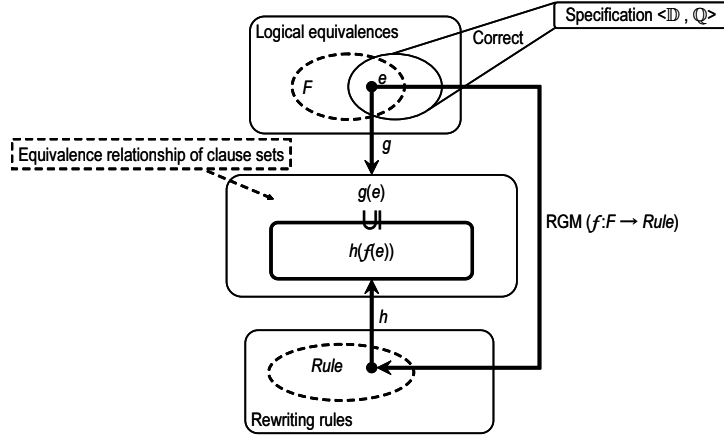 Specification <𝔻 , ℚ>
Logical equivalences
Correct
F
e
g
Equivalence relationship of clause sets
g(e)
⊆
h(f(e))
RGM (f:F → Rule)
h
Rule
Rewriting rules